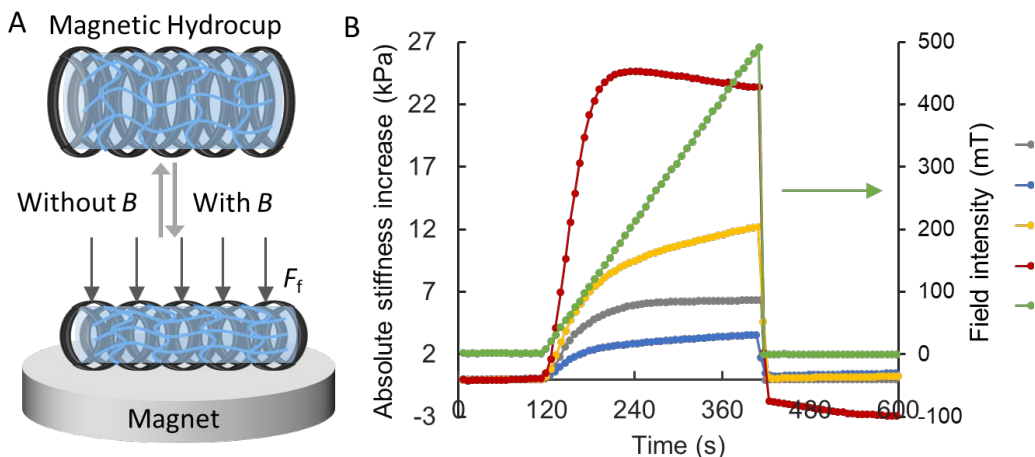 A
Magnetic Hydrocup
Without B
With B
Ff
Magnet
B
Absolute stiffness increase (kPa)
27
22
17
12
7
2
-3
0
120
240
360
480
600
Time (s)
500
400
300
200
100
0
-100
Field intensity (mT)